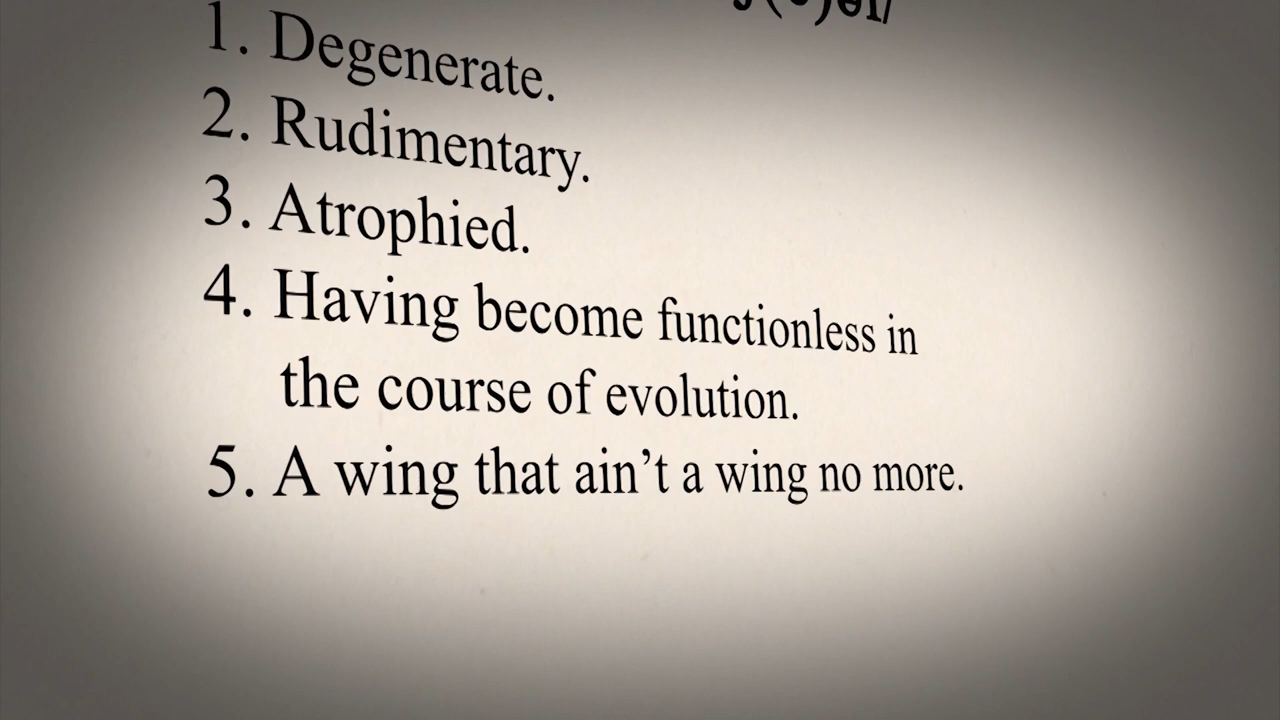 1. Degenerate.
2. Rudimentary.
3. Atrophied.
4. Having become functionless in
the course of evolution.
5. A wing that ain’t a wing no more.